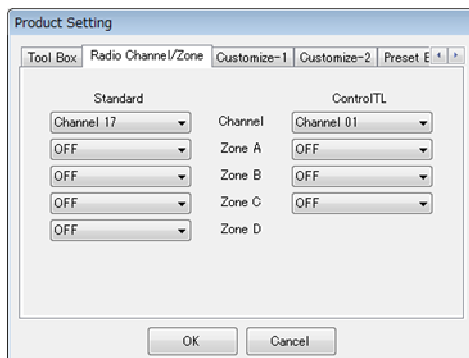 Product Setting
Tool Box Radio Channel/Zone Customize-1 Customize-2 Preset E
Standard ControlTL
Channel 17 Channel Channel 01
OFF Zone A OFF
OFF Zone B OFF
OFF Zone C OFF
OFF Zone D
OK Cancel